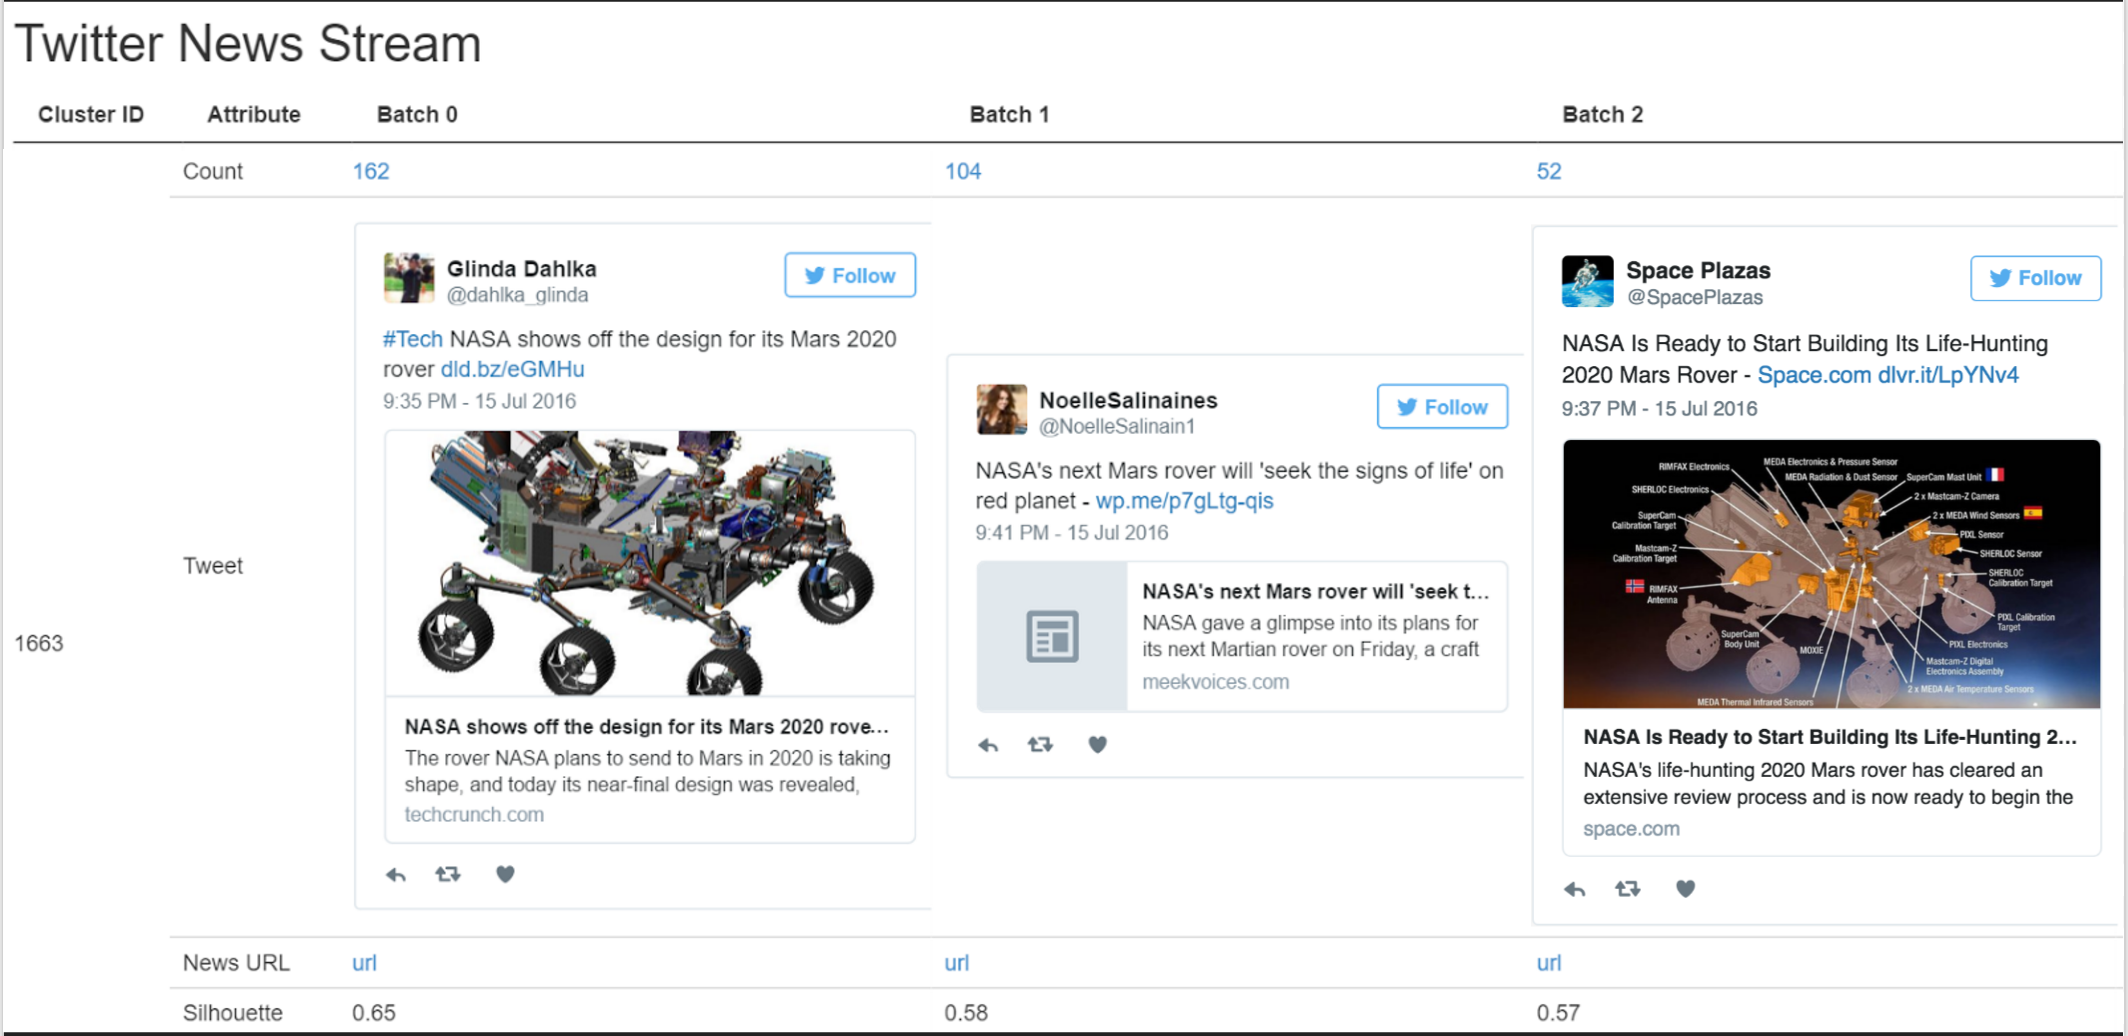 Twitter News Stream
Cluster ID Attribute Batch 0 Batch 1 Batch 2
Count 162 104 52
1663
Tweet
Glinda Dahlka
@dahlka_glinda
Follow
#Tech NASA shows off the design for its Mars 2020
rover dld.bz/eGMHu
9:35 PM - 15 Jul 2016
NASA shows off the design for its Mars 2020 rove...
The rover NASA plans to send to Mars in 2020 is taking
shape, and today its near-final design was revealed,
techcrunch.com
NoelleSalinaines
@NoelleSalinain1
Follow
NASA's next Mars rover will 'seek the signs of life' on
red planet - wp.me/p7gLtg-qis
9:41 PM - 15 Jul 2016
NASA's next Mars rover will 'seek t...
NASA gave a glimpse into its plans for
its next Martian rover on Friday, a craft
meekvoices.com
Space Plazas
@SpacePlazas
Follow
NASA Is Ready to Start Building Its Life-Hunting
2020 Mars Rover - Space.com dlvr.it/LpYNv4
9:37 PM - 15 Jul 2016
MEDA Electronics & Pressure Sensor
RIMFAX Electronics
MEDA Radiation & Dust Sensor
SuperCam Mast Unit
SHERLOC Electronics
2 x Mastcam-Z Camera
SuperCam
Calibration Target
2 x MEDA Wind Sensors
PIXL Sensor
Mastcam-Z
Calibration Target
SHERLOC Sensor
SHERLOC
Calibration Target
RIMFAX
Antenna
PIXL Calibration
Target
SuperCam
Body Unit
MOXIE
PIXL Electronics
Mastcam-Z Digital
Electronics Assembly
2 x MEDA Air Temperature Sensors
MEDA Thermal Infrared Sensors
NASA Is Ready to Start Building Its Life-Hunting 2...
NASA's life-hunting 2020 Mars rover has cleared an
extensive review process and is now ready to begin the
space.com
News URL url url url
Silhouette 0.65 0.58 0.57